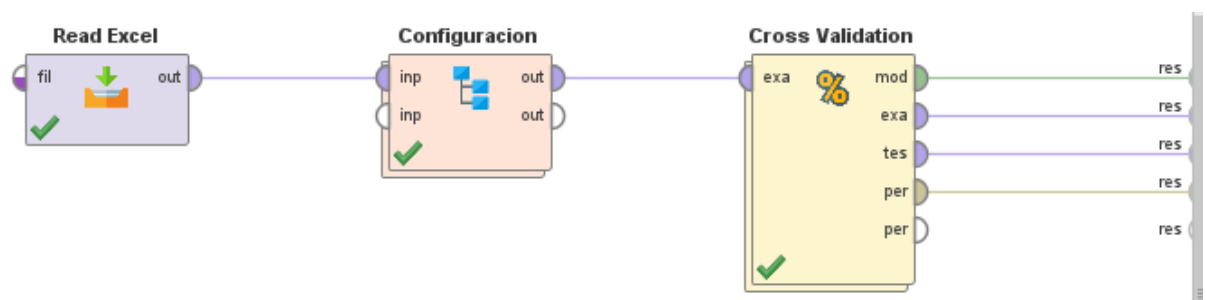 Read Excel
fil
out
Configuracion
inp
out
inp
out
Cross Validation
exa
mod
exa
tes
per
per
res
res
res
res
res